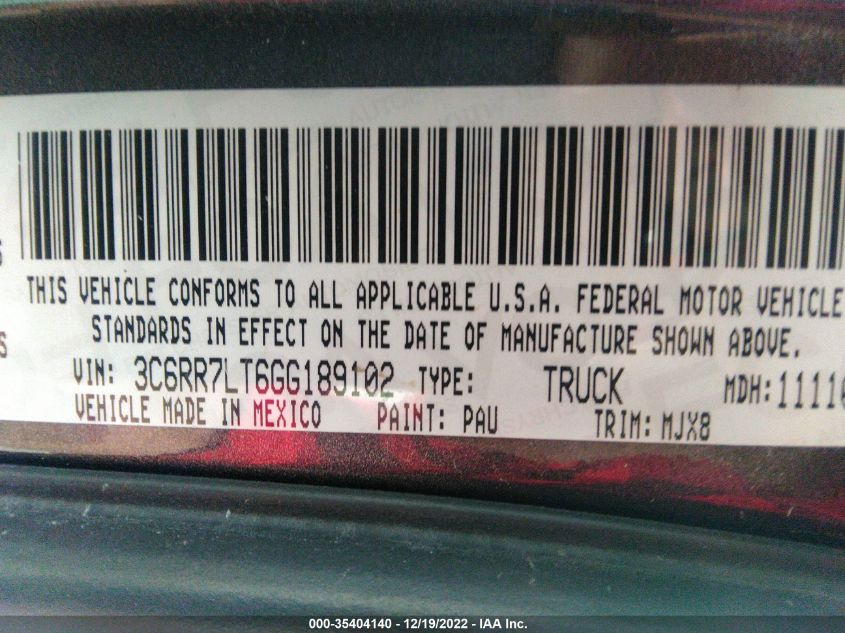 THIS VEHICLE CONFORMS TO ALL APPLICABLE U.S.A. FEDERAL MOTOR VEHICLE
STANDARDS IN EFFECT ON THE DATE OF MANUFACTURE SHOWN ABOVE.
VIN: 3C6RR7LT6GG189102 TYPE: TRUCK MDH: 11110
VEHICLE MADE IN MEXICO PAINT: PAU TRIM: MJX8
000-35404140 - 12/19/2022 - IAA Inc.